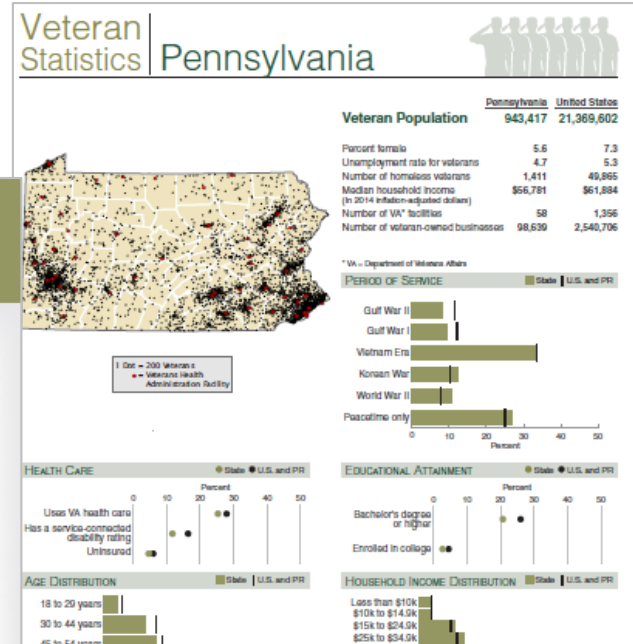 Veteran
Statistics
Pennsylvania
Pennsylvania United States
Veteran Population 943,417 21,369,602
Percent female 5.6 7.3
Unemployment rate for veterans 4.7 5.3
Number of homeless veterans 1,411 49,865
Median household income $56,781 $61,884
(in 2014 inflation-adjusted dollars)
Number of VA* facilities 58 1,356
Number of veteran-owned businesses 98,639 2,540,706
* VA = Department of Veterans Affairs
PERIOD OF SERVICE State U.S. and PR
Gulf War II
Gulf War I
Vietnam Era
Korean War
World War II
Peacetime only
0 10 20 30 40 50
Percent
1 Dot = 200 Veterans
= Veterans Health
Administration Facility
HEALTH CARE State U.S. and PR
Percent
0 10 20 30 40 50
Uses VA health care
Has a service-connected
disability rating
Uninsured
EDUCATIONAL ATTAINMENT State U.S. and PR
Percent
0 10 20 30 40 50
Bachelor's degree
or higher
Enrolled in college
AGE DISTRIBUTION State U.S. and PR
18 to 29 years
30 to 44 years
45 to 54 years
HOUSEHOLD INCOME DISTRIBUTION State U.S. and PR
Less than $10k
$10k to $14.9k
$15k to $24.9k
$25k to $34.9k